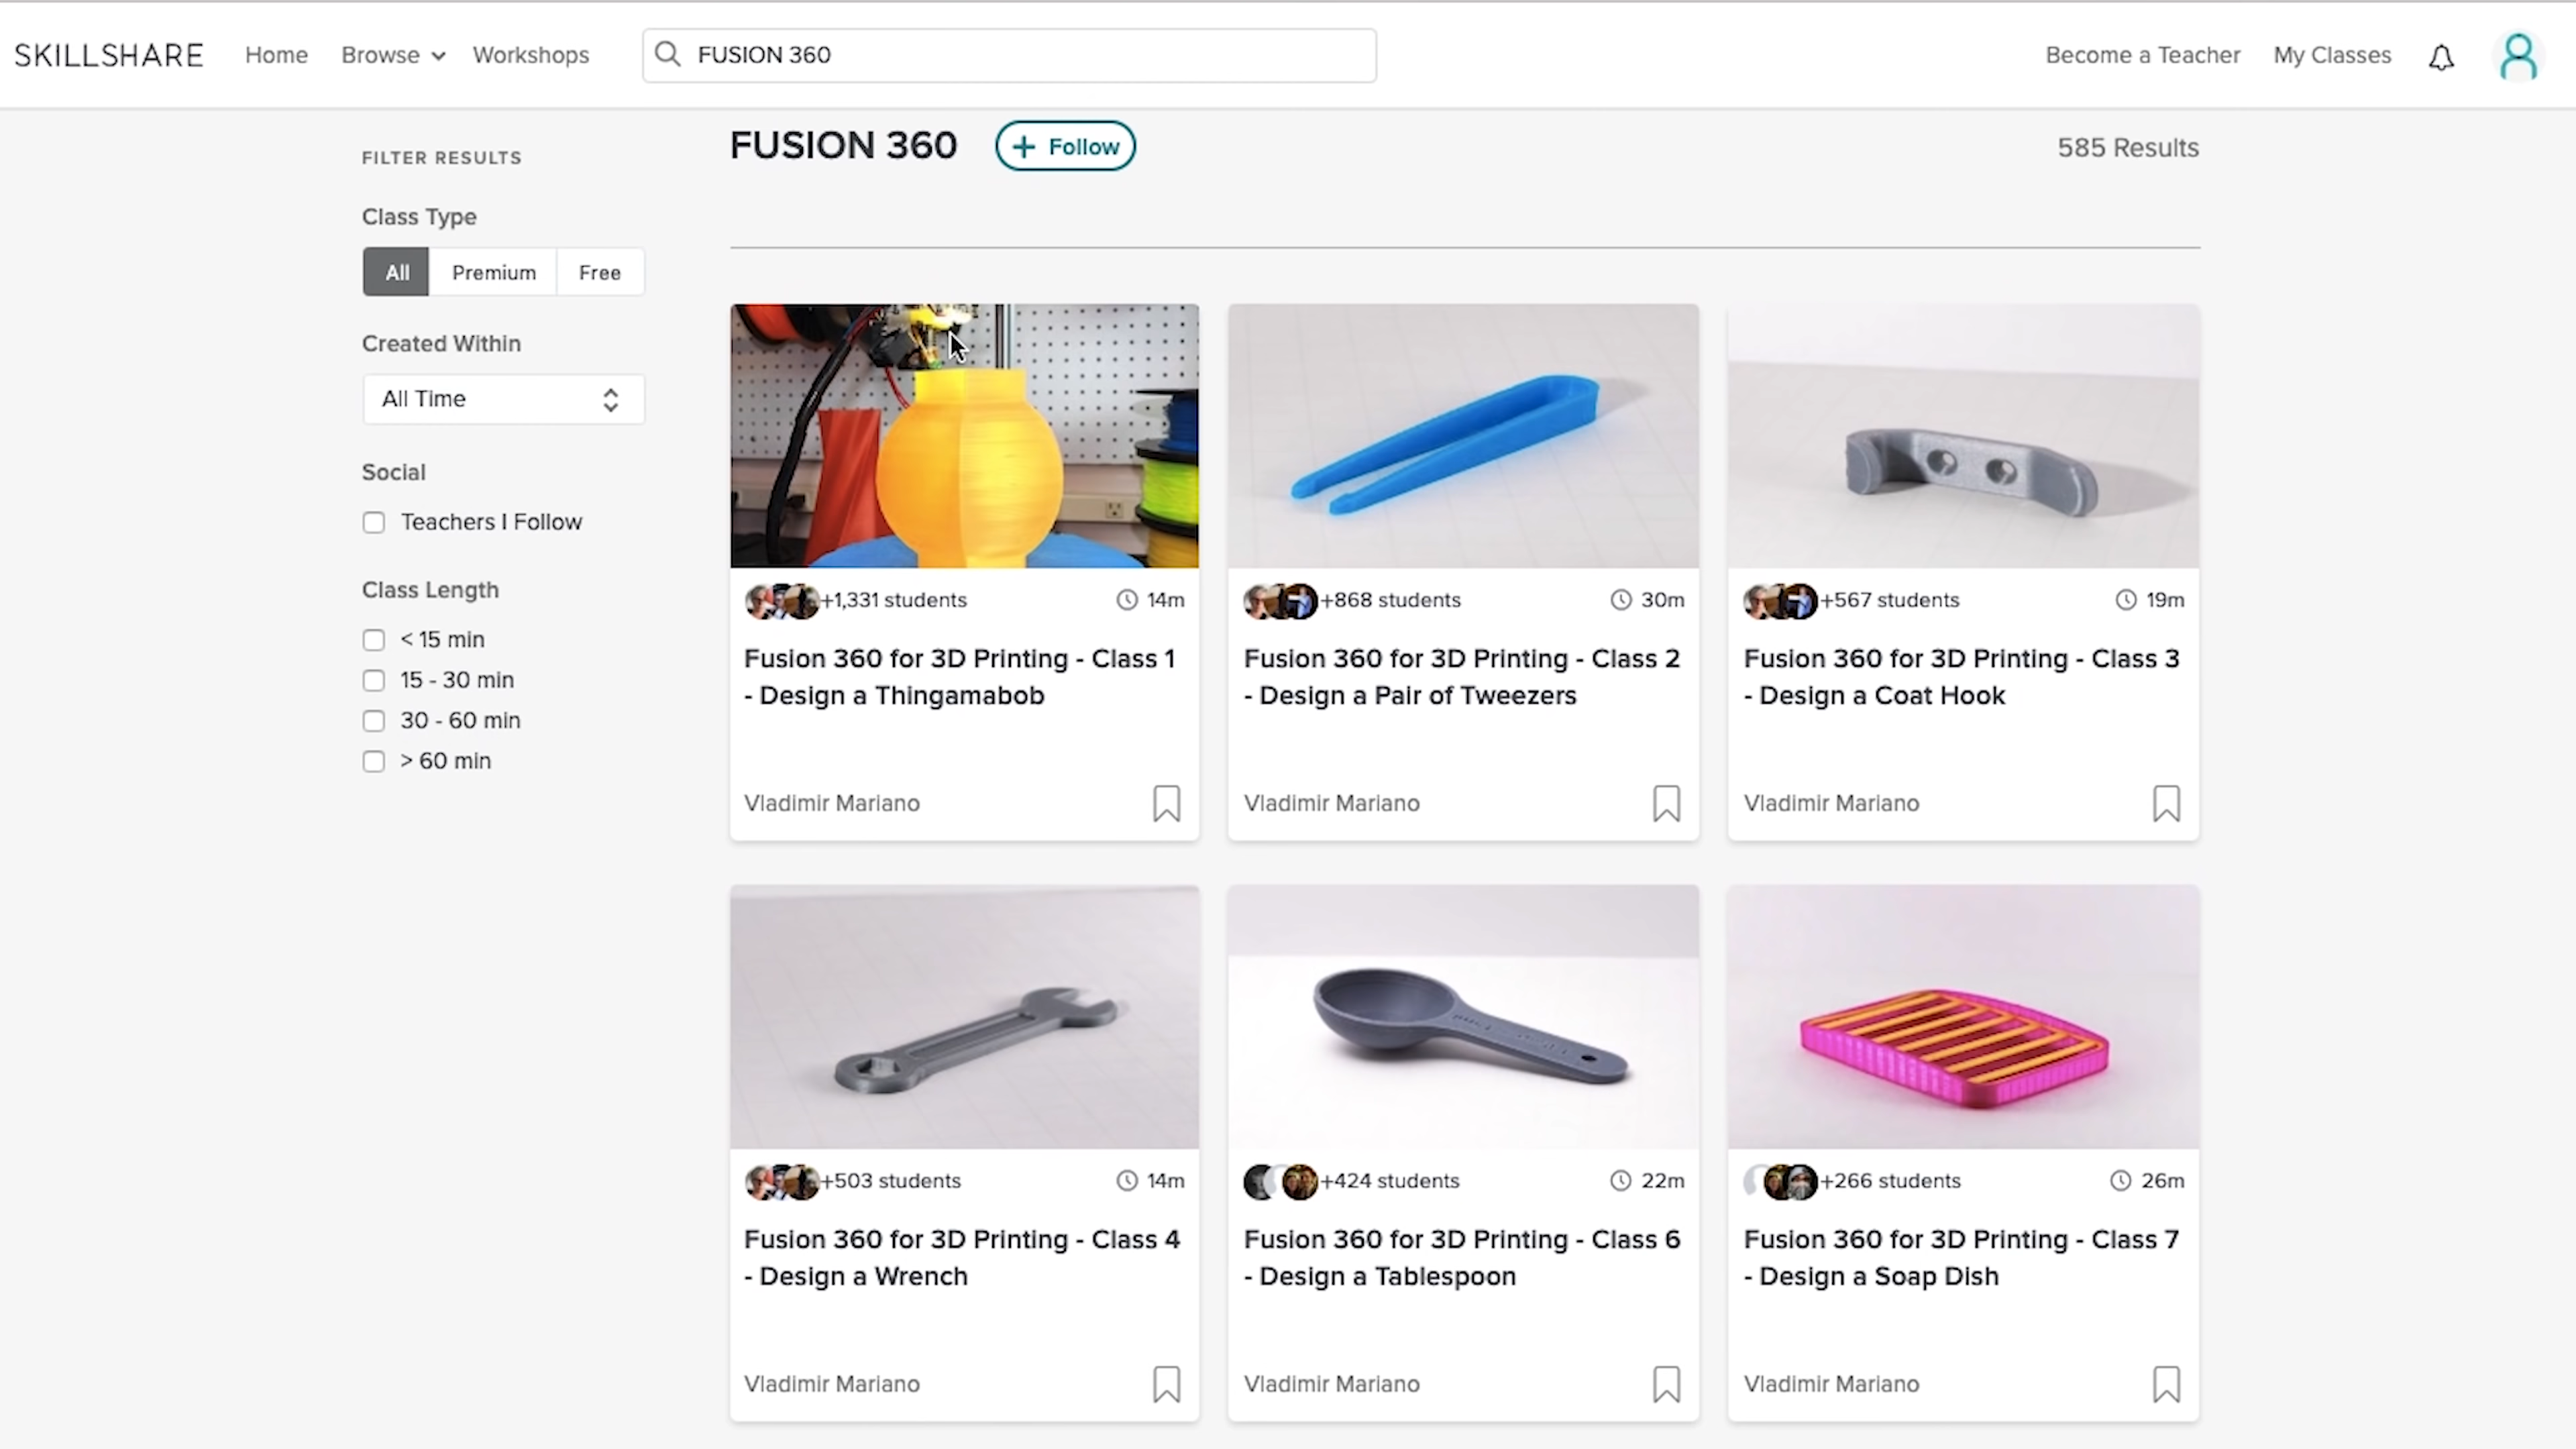 SKILLSHARE Home Browse Workshops FUSION 360 Become a Teacher My Classes
FUSION 360 + Follow 585 Results
FILTER RESULTS
Class Type
All Premium Free
Created Within
All Time
Social
Teachers I Follow
Class Length
< 15 min
15 - 30 min
30 - 60 min
> 60 min
+1,331 students 14m
Fusion 360 for 3D Printing - Class 1
- Design a Thingamabob
Vladimir Mariano
+868 students 30m
Fusion 360 for 3D Printing - Class 2
- Design a Pair of Tweezers
Vladimir Mariano
+567 students 19m
Fusion 360 for 3D Printing - Class 3
- Design a Coat Hook
Vladimir Mariano
+503 students 14m
Fusion 360 for 3D Printing - Class 4
- Design a Wrench
Vladimir Mariano
+424 students 22m
Fusion 360 for 3D Printing - Class 6
- Design a Tablespoon
Vladimir Mariano
+266 students 26m
Fusion 360 for 3D Printing - Class 7
- Design a Soap Dish
Vladimir Mariano